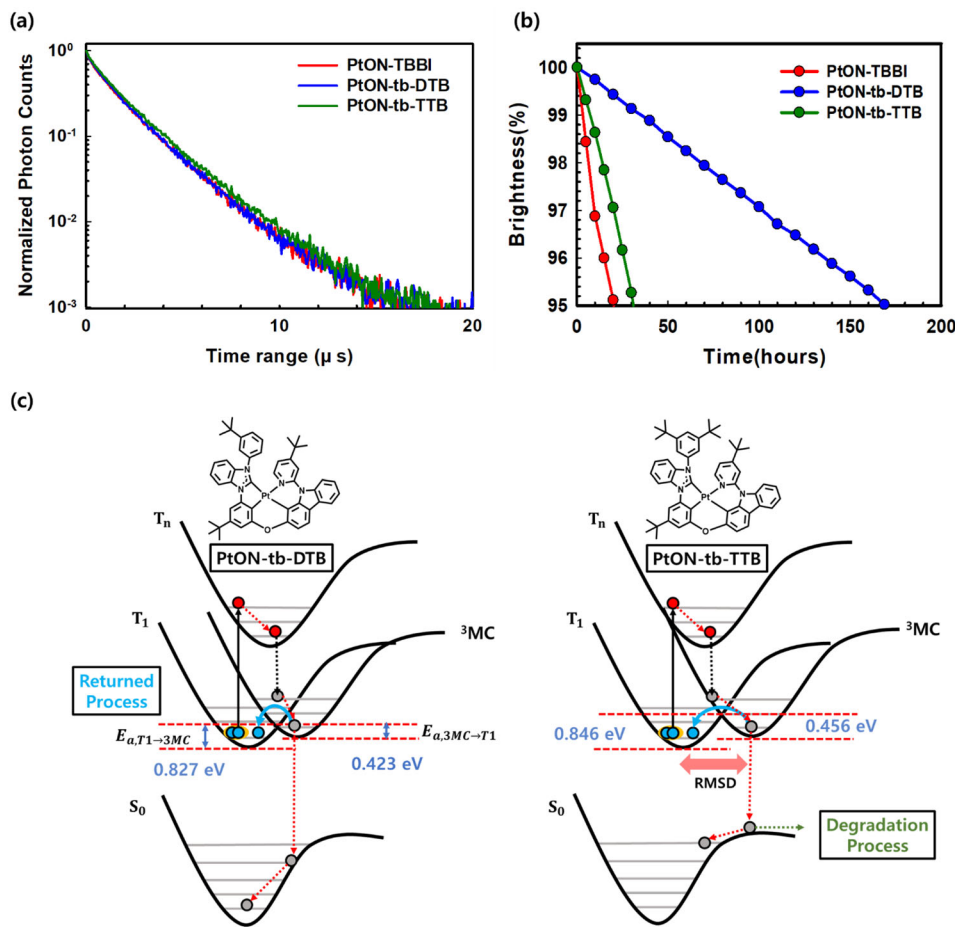 (a)
Normalized Photon Counts
10⁰
10⁻¹
10⁻²
10⁻³
0
10
20
Time range (μ s)
PtON-TBBI
PtON-tb-DTB
PtON-tb-TTB
(b)
Brightness(%)
100
99
98
97
96
95
0
50
100
150
200
Time(hours)
PtON-TBBI
PtON-tb-DTB
PtON-tb-TTB
(c)
N
N
Pt
N
N
O
PtON-tb-DTB
Tn
T1
³MC
Returned
Process
Ea,T1→3MC
0.827 eV
Ea,3MC→T1
0.423 eV
S0
N
N
Pt
N
N
O
PtON-tb-TTB
Tn
T1
³MC
0.846 eV
0.456 eV
RMSD
S0
Degradation
Process